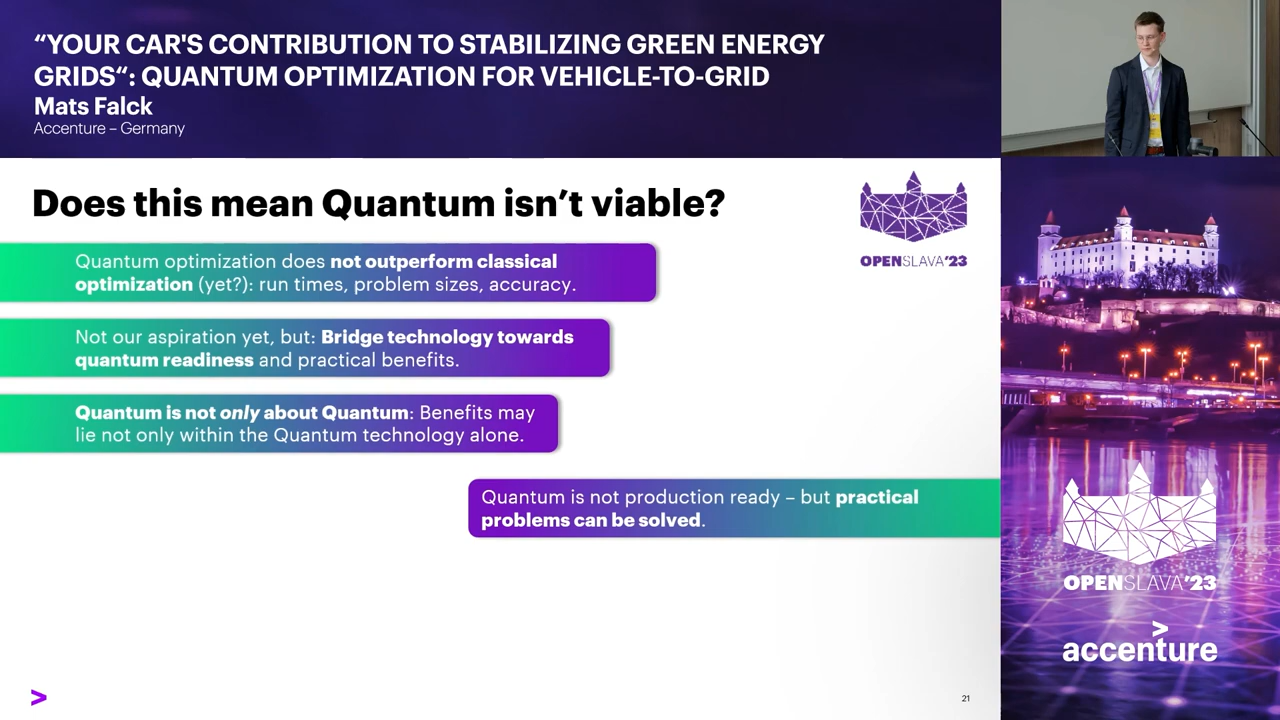 “YOUR CAR'S CONTRIBUTION TO STABILIZING GREEN ENERGY
GRIDS“: QUANTUM OPTIMIZATION FOR VEHICLE-TO-GRID
Mats Falck
Accenture – Germany
Does this mean Quantum isn’t viable?
OPENSLAVA’23
Quantum optimization does not outperform classical
optimization (yet?): run times, problem sizes, accuracy.
Not our aspiration yet, but: Bridge technology towards
quantum readiness and practical benefits.
Quantum is not only about Quantum: Benefits may
lie not only within the Quantum technology alone.
Quantum is not production ready – but practical
problems can be solved.
21
OPENSLAVA’23
accenture